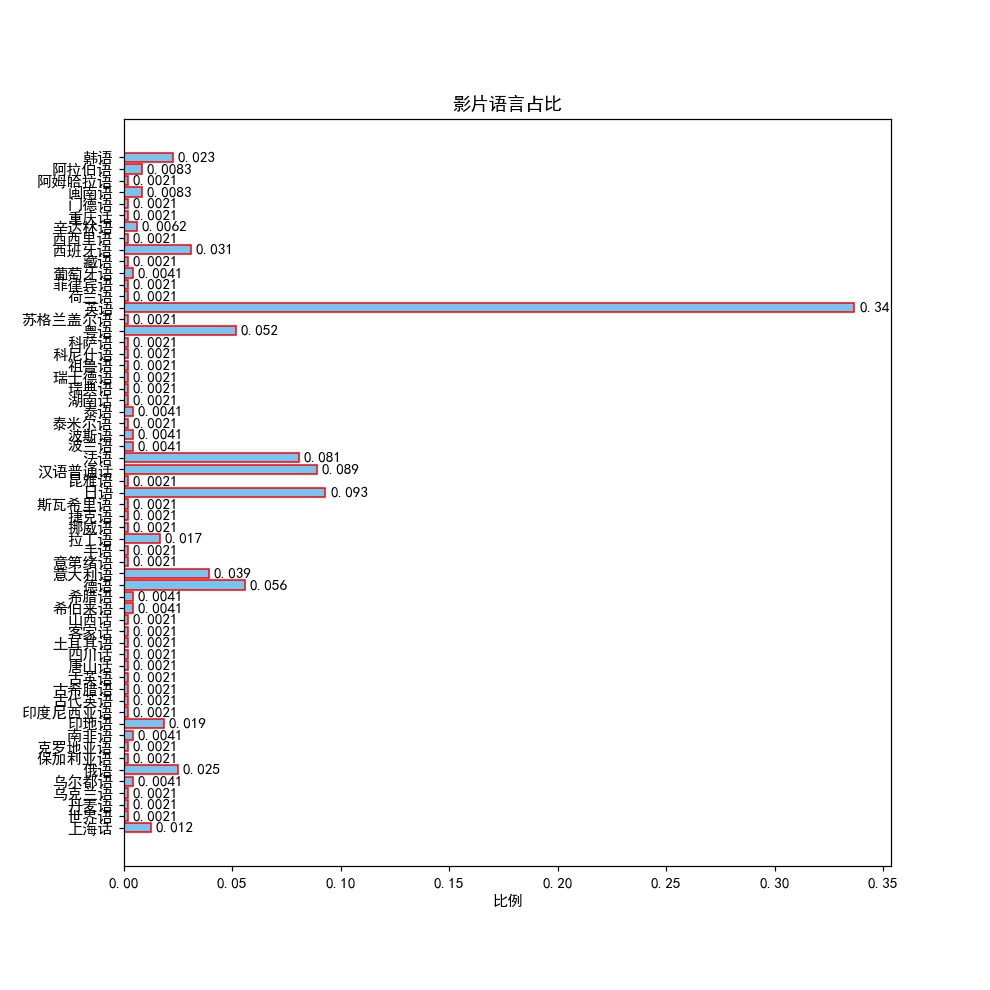 影片语言占比
韩语 0.023
阿拉伯语 0.0083
阿姆哈拉语 0.0021
闽南语 0.0083
门德语 0.0021
重庆话 0.0021
辛达林语 0.0062
西西里语 0.0021
西班牙语 0.031
藏语 0.0021
葡萄牙语 0.0041
菲律宾语 0.0021
荷兰语 0.0021
英语 0.34
苏格兰盖尔语 0.0021
粤语 0.052
科萨语 0.0021
科尼什语 0.0021
祖鲁语 0.0021
瑞士德语 0.0021
瑞典语 0.0021
湖南话 0.0021
泰语 0.0041
泰米尔语 0.0021
波斯语 0.0041
波兰语 0.0041
法语 0.081
汉语普通话 0.089
昆雅语 0.0021
日语 0.093
斯瓦希里语 0.0021
捷克语 0.0021
挪威语 0.0021
拉丁语 0.017
手语 0.0021
意第绪语 0.0021
意大利语 0.039
德语 0.056
希腊语 0.0041
希伯来语 0.0041
山西话 0.0021
客家话 0.0021
土耳其语 0.0021
四川话 0.0021
唐山话 0.0021
古英语 0.0021
古希腊语 0.0021
古代英语 0.0021
印度尼西亚语 0.0021
印地语 0.019
南非语 0.0041
克罗地亚语 0.0021
保加利亚语 0.0021
俄语 0.025
乌尔都语 0.0041
乌克兰语 0.0021
丹麦语 0.0021
世界语 0.0021
上海话 0.012
0.00 0.05 0.10 0.15 0.20 0.25 0.30 0.35
比例